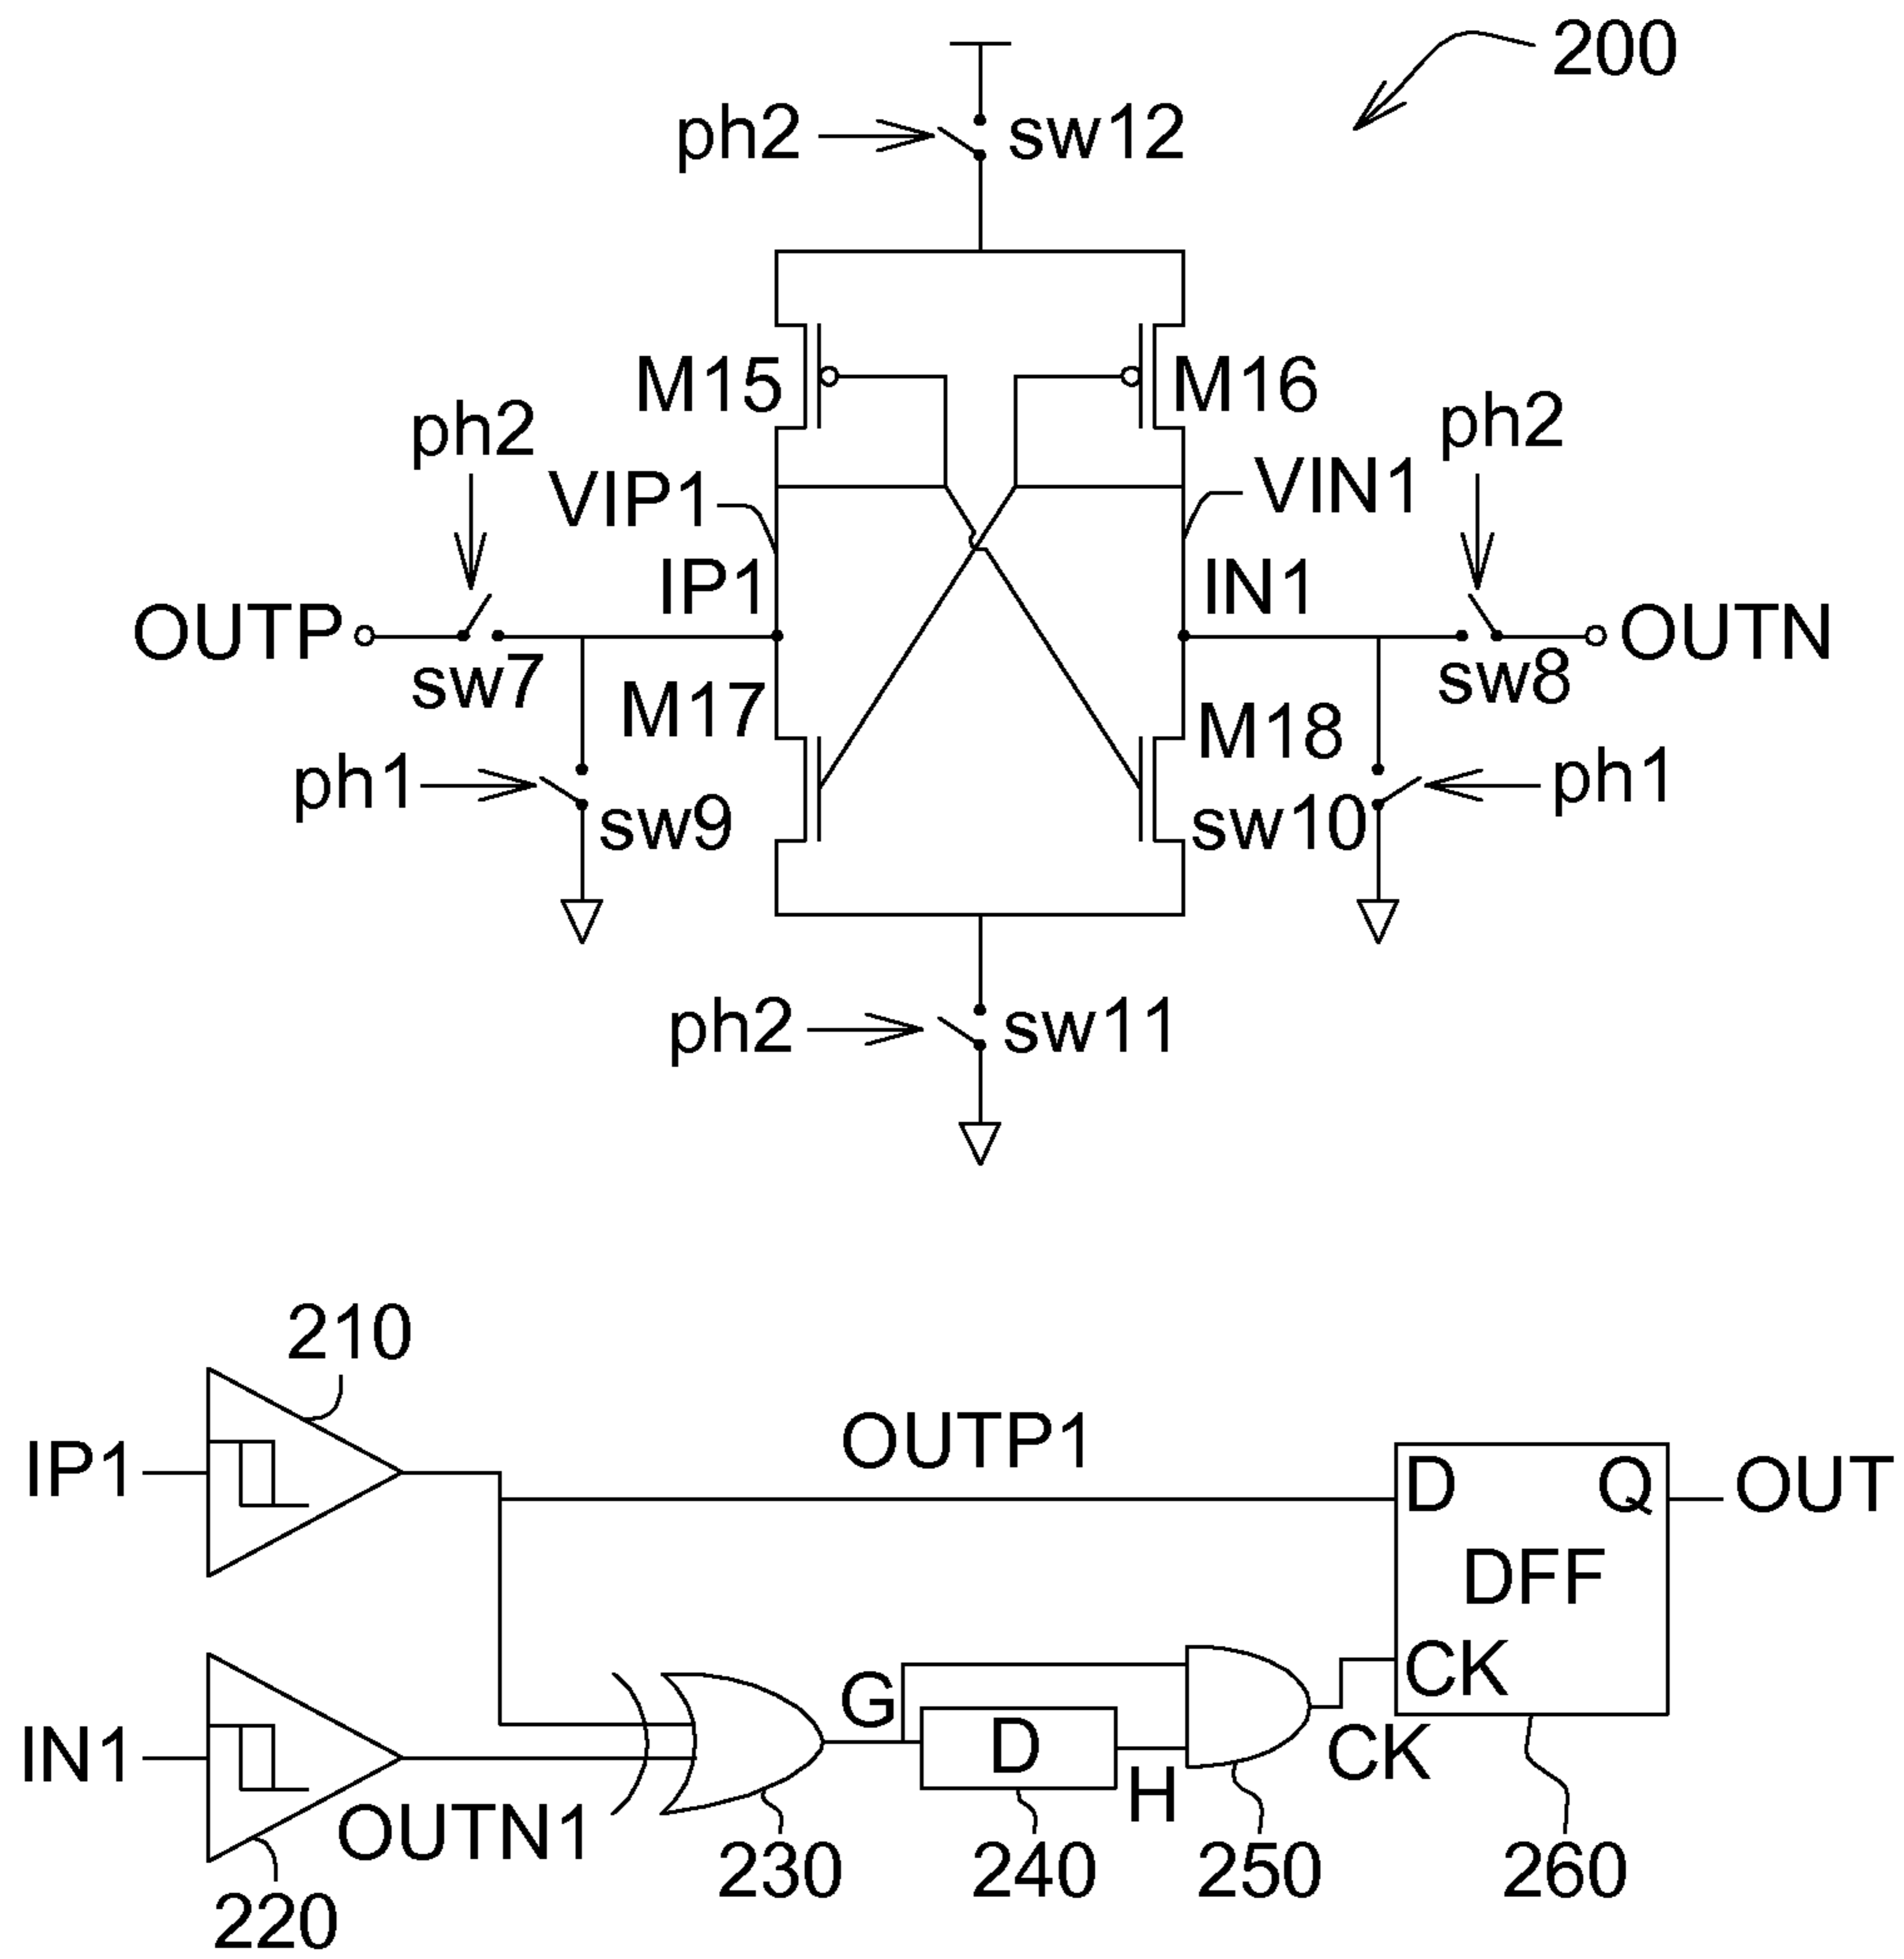 200
ph2
sw12
M15
M16
ph2
ph2
VIP1
VIN1
IP1
IN1
OUTP
OUTN
sw7
sw8
M17
M18
ph1
ph1
sw9
sw10
ph2
sw11
210
IP1
OUTP1
D
Q
OUT
DFF
CK
G
D
IN1
H
CK
OUTN1
220
230
240
250
260